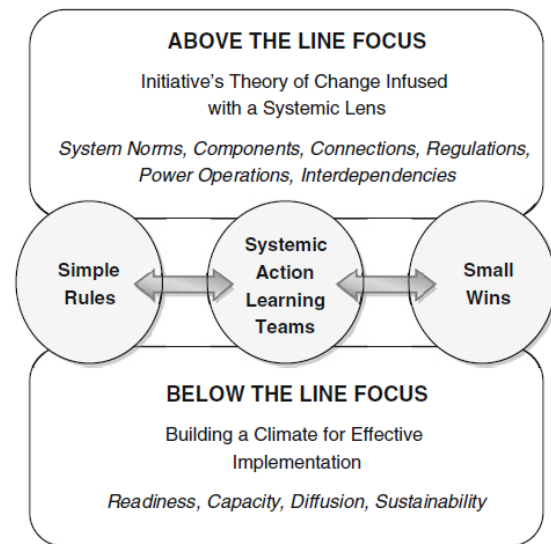 ABOVE THE LINE FOCUS
Initiative's Theory of Change Infused
with a Systemic Lens
System Norms, Components, Connections, Regulations,
Power Operations, Interdependencies
Simple
Rules
Systemic
Action
Learning
Teams
Small
Wins
BELOW THE LINE FOCUS
Building a Climate for Effective
Implementation
Readiness, Capacity, Diffusion, Sustainability